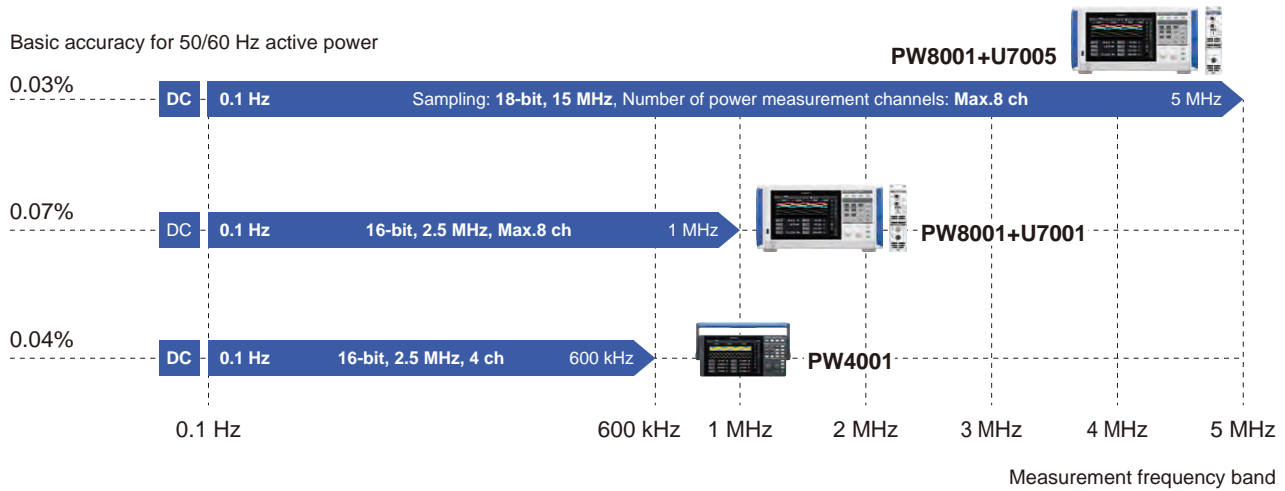 Basic accuracy for 50/60 Hz active power
PW8001+U7005
0.03%
DC 0.1 Hz Sampling: 18-bit, 15 MHz, Number of power measurement channels: Max.8 ch 5 MHz
0.07%
DC 0.1 Hz 16-bit, 2.5 MHz, Max.8 ch 1 MHz
PW8001+U7001
0.04%
DC 0.1 Hz 16-bit, 2.5 MHz, 4 ch 600 kHz
PW4001
0.1 Hz 600 kHz 1 MHz 2 MHz 3 MHz 4 MHz 5 MHz
Measurement frequency band